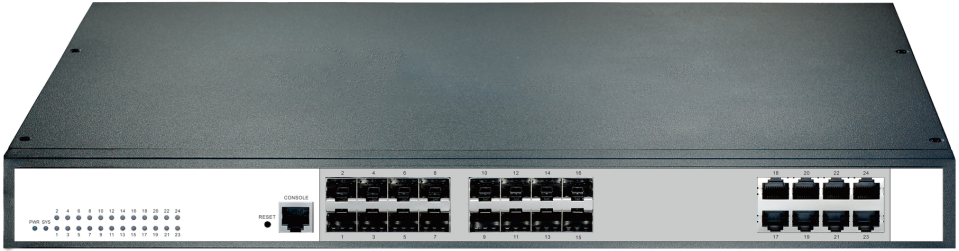 2 4 6 8 10 12 14 16 18 20 22 24
PWR SYS
1 3 5 7 9 11 13 15 17 19 21 23
RESET
CONSOLE
2 4 6 8
1 3 5 7
10 12 14 16
9 11 13 15
18 20 22 24
17 19 21 23